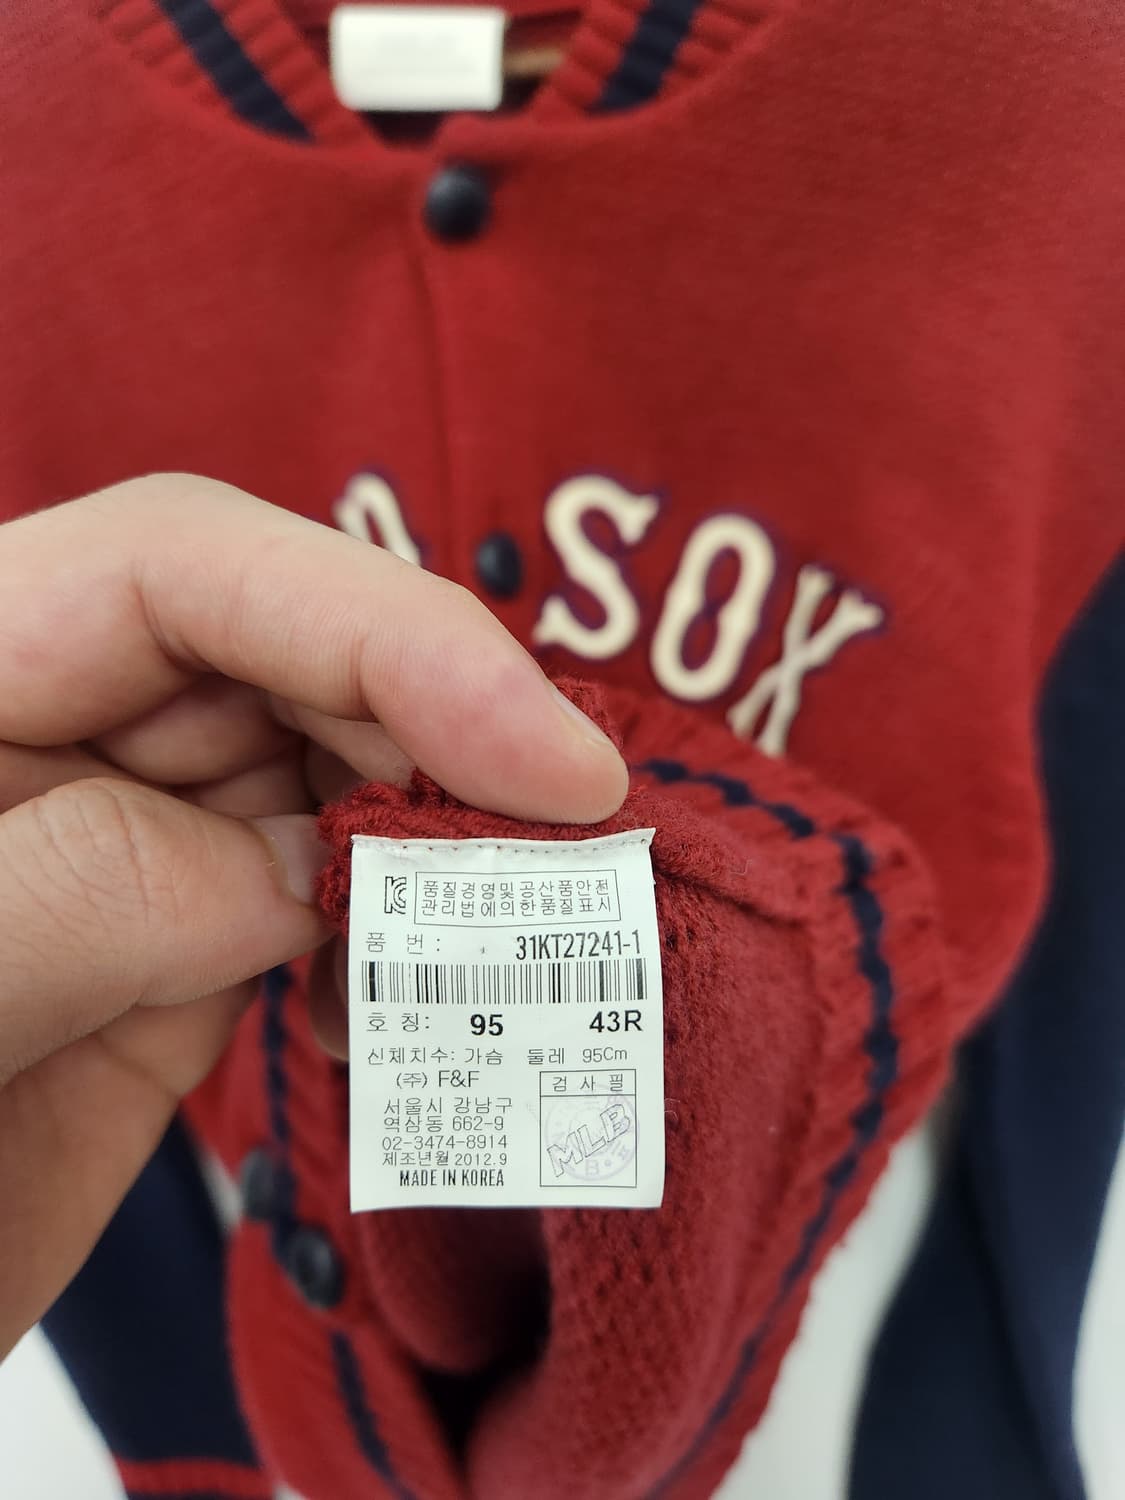 SOX
품질경영및공산품안전
관리법에의한품질표시
품 번 : 31KT27241-1
호 칭: 95 43R
신체치수: 가슴 둘레 95Cm
(주) F&F
검 사 필
서울시 강남구
역삼동 662-9
02-3474-8914
제조년월 2012.9
MADE IN KOREA
MLB